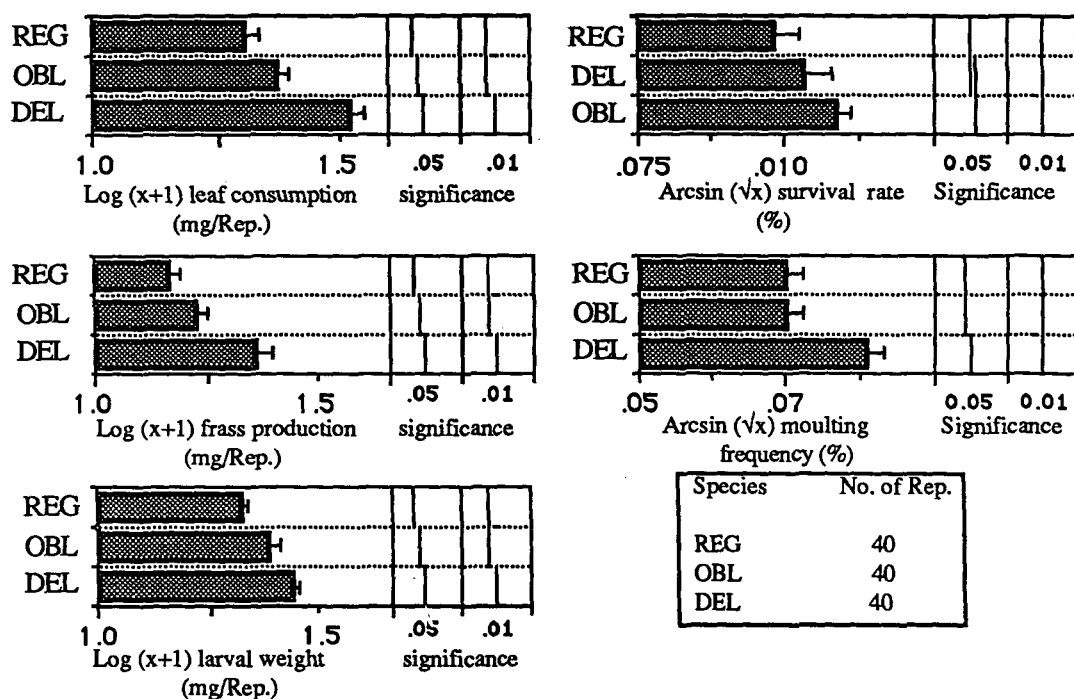 REG
OBL
DEL
1.0 1.5 .05 .01
Log (x+1) leaf consumption significance
(mg/Rep.)
REG
DEL
OBL
.075 .010 0.05 0.01
Arcsin (√x) survival rate Significance
(%)
REG
OBL
DEL
1.0 1.5 .05 .01
Log (x+1) frass production significance
(mg/Rep.)
REG
OBL
DEL
.05 .07 0.05 0.01
Arcsin (√x) moulting Significance
frequency (%)
REG
OBL
DEL
1.0 1.5 .05 .01
Log (x+1) larval weight significance
(mg/Rep.)
Species No. of Rep.
REG 40
OBL 40
DEL 40